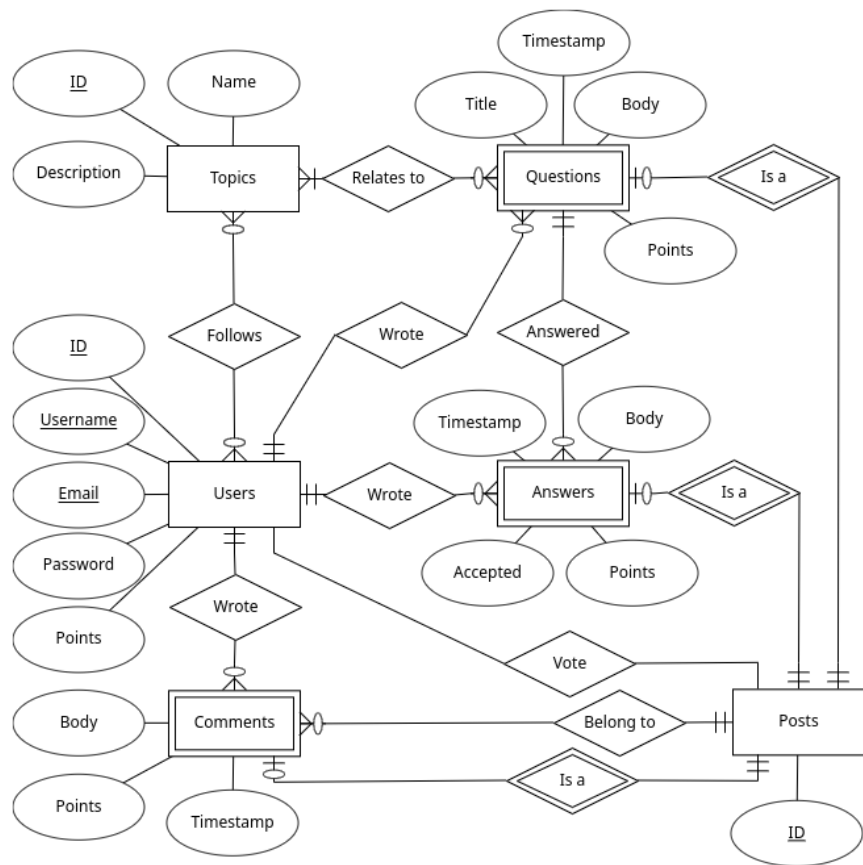 Timestamp
ID
Name
Title
Body
Description
Topics
Relates to
Questions
Is a
Points
ID
Follows
Wrote
Answered
Username
Timestamp
Body
Email
Users
Wrote
Answers
Is a
Password
Accepted
Points
Wrote
Points
Vote
Body
Comments
Belong to
Posts
Points
Timestamp
Is a
ID